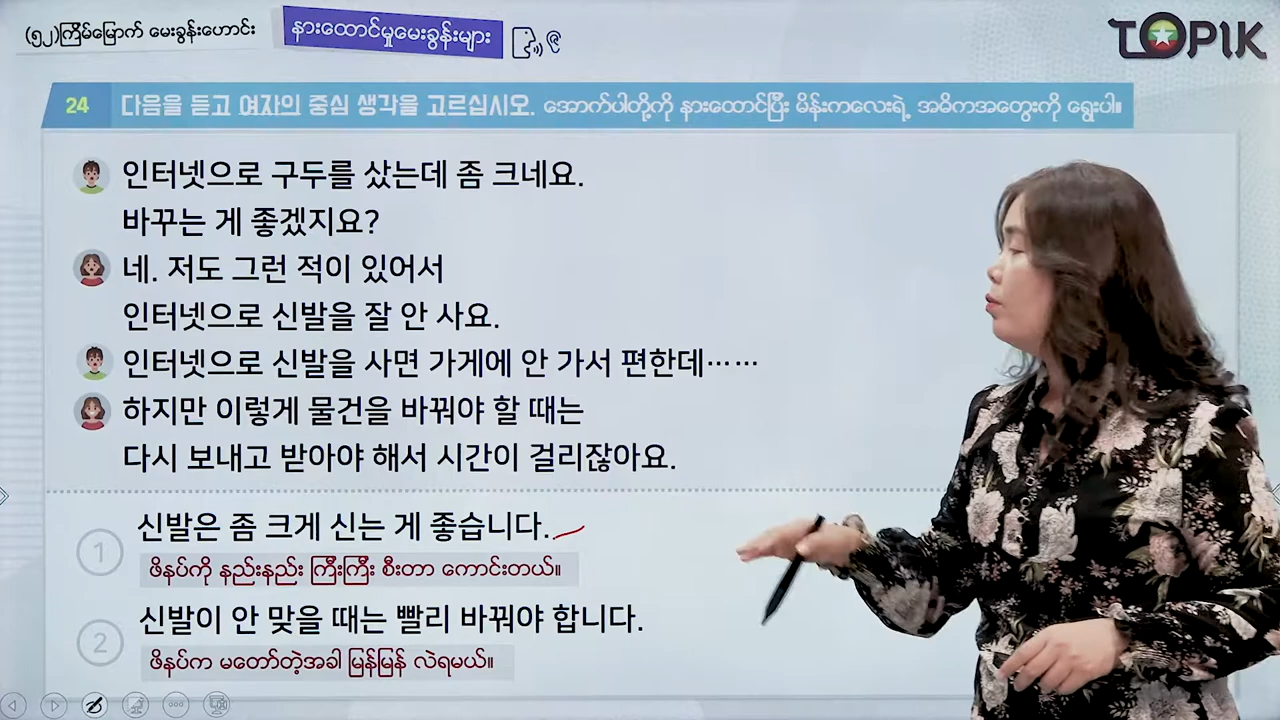 (၅၂)ကြိမ်မြောက် မေးခွန်းဟောင်း
နားထောင်မှုမေးခွန်းများ
TOPIK
24 다음을 듣고 여자의 중심 생각을 고르십시오. အောက်ပါတို့ကို နားထောင်ပြီး မိန်းကလေးရဲ့ အဓိကအတွေးကို ရွေးပါ။
인터넷으로 구두를 샀는데 좀 크네요.
바꾸는 게 좋겠지요?
네. 저도 그런 적이 있어서
인터넷으로 신발을 잘 안 사요.
인터넷으로 신발을 사면 가게에 안 가서 편한데……
하지만 이렇게 물건을 바꿔야 할 때는
다시 보내고 받아야 해서 시간이 걸리잖아요.
1 신발은 좀 크게 신는 게 좋습니다.
ဖိနပ်ကို နည်းနည်း ကြီးကြီး စီးတာ ကောင်းတယ်။
2 신발이 안 맞을 때는 빨리 바꿔야 합니다.
ဖိနပ်က မတော်တဲ့အခါ မြန်မြန် လဲရမယ်။